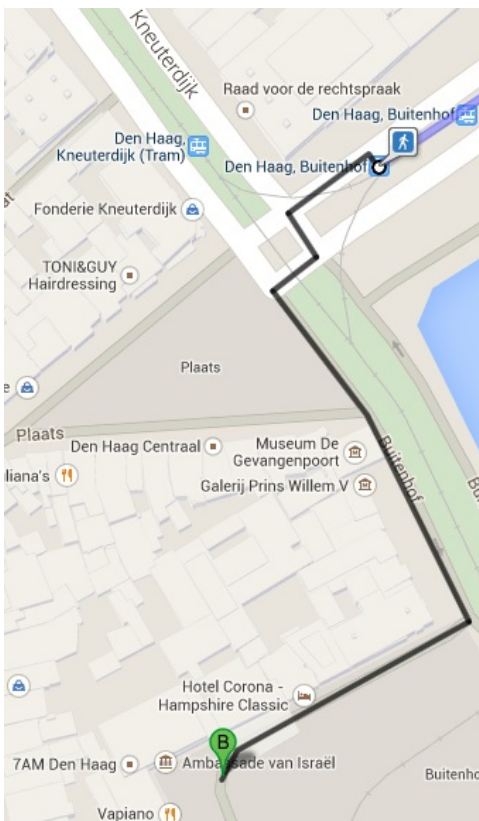 Kneuterdijk
Raad voor de rechtspraak
Den Haag, Buitenhof
Den Haag,
Kneuterdijk (Tram)
Den Haag, Buitenhof
Fonderie Kneuterdijk
TONI&GUY
Hairdressing
Plaats
e
Plaats
Den Haag Centraal
Museum De
Gevangenpoort
Buitenhof
uliana's
Galerij Prins Willem V
Bui
Hotel Corona -
Hampshire Classic
B
7AM Den Haag
Ambassade van Israël
Buitenho
Vapiano